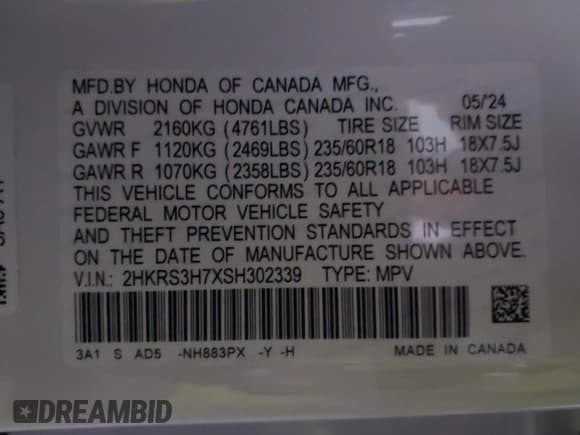 MFD.BY HONDA OF CANADA MFG.,
A DIVISION OF HONDA CANADA INC. 05/'24
GVWR 2160KG (4761LBS) TIRE SIZE RIM SIZE
GAWR F 1120KG (2469LBS) 235/60R18 103H 18X7.5J
GAWR R 1070KG (2358LBS) 235/60R18 103H 18X7.5J
THIS VEHICLE CONFORMS TO ALL APPLICABLE
FEDERAL MOTOR VEHICLE SAFETY
AND THEFT PREVENTION STANDARDS IN EFFECT
ON THE DATE OF MANUFACTURE SHOWN ABOVE.
V.I.N.: 2HKRS3H7XSH302339 TYPE: MPV
3A1 S AD5 -NH883PX -Y -H MADE IN CANADA
DREAMBID